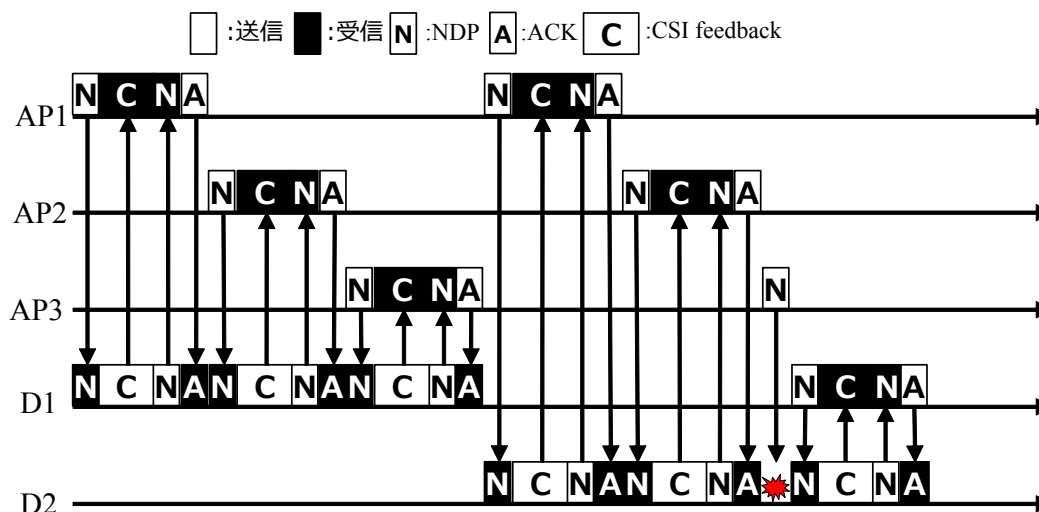 :送信 :受信 N :NDP A :ACK C :CSI feedback
N C N A N C N A
AP1
N C N A N C N A
AP2
N C N A N
AP3
N C N A N C N A N C N A N C N A
D1
N C N A N C N A N C N A
D2